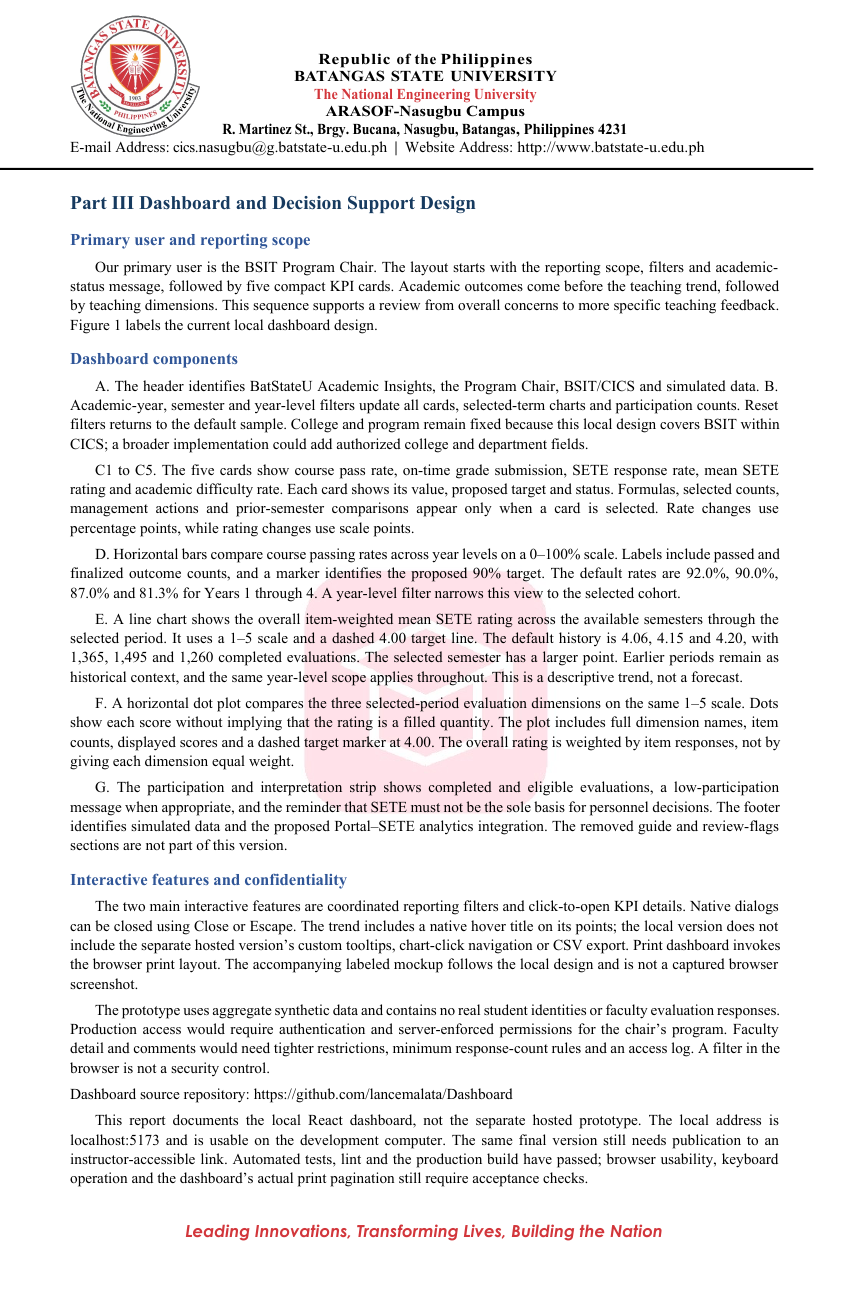 BATANGAS STATE UNIVERSITY
The National Engineering University
1903
PHILIPPINES
Republic of the Philippines
BATANGAS STATE UNIVERSITY
The National Engineering University
ARASOF-Nasugbu Campus
R. Martinez St., Brgy. Bucana, Nasugbu, Batangas, Philippines 4231
E-mail Address: cics.nasugbu@g.batstate-u.edu.ph | Website Address: http://www.batstate-u.edu.ph
Part III Dashboard and Decision Support Design
Primary user and reporting scope
Our primary user is the BSIT Program Chair. The layout starts with the reporting scope, filters and academic-
status message, followed by five compact KPI cards. Academic outcomes come before the teaching trend, followed
by teaching dimensions. This sequence supports a review from overall concerns to more specific teaching feedback.
Figure 1 labels the current local dashboard design.
Dashboard components
A. The header identifies BatStateU Academic Insights, the Program Chair, BSIT/CICS and simulated data. B.
Academic-year, semester and year-level filters update all cards, selected-term charts and participation counts. Reset
filters returns to the default sample. College and program remain fixed because this local design covers BSIT within
CICS; a broader implementation could add authorized college and department fields.
C1 to C5. The five cards show course pass rate, on-time grade submission, SETE response rate, mean SETE
rating and academic difficulty rate. Each card shows its value, proposed target and status. Formulas, selected counts,
management actions and prior-semester comparisons appear only when a card is selected. Rate changes use
percentage points, while rating changes use scale points.
D. Horizontal bars compare course passing rates across year levels on a 0–100% scale. Labels include passed and
finalized outcome counts, and a marker identifies the proposed 90% target. The default rates are 92.0%, 90.0%,
87.0% and 81.3% for Years 1 through 4. A year-level filter narrows this view to the selected cohort.
E. A line chart shows the overall item-weighted mean SETE rating across the available semesters through the
selected period. It uses a 1–5 scale and a dashed 4.00 target line. The default history is 4.06, 4.15 and 4.20, with
1,365, 1,495 and 1,260 completed evaluations. The selected semester has a larger point. Earlier periods remain as
historical context, and the same year-level scope applies throughout. This is a descriptive trend, not a forecast.
F. A horizontal dot plot compares the three selected-period evaluation dimensions on the same 1–5 scale. Dots
show each score without implying that the rating is a filled quantity. The plot includes full dimension names, item
counts, displayed scores and a dashed target marker at 4.00. The overall rating is weighted by item responses, not by
giving each dimension equal weight.
G. The participation and interpretation strip shows completed and eligible evaluations, a low-participation
message when appropriate, and the reminder that SETE must not be the sole basis for personnel decisions. The footer
identifies simulated data and the proposed Portal–SETE analytics integration. The removed guide and review-flags
sections are not part of this version.
Interactive features and confidentiality
The two main interactive features are coordinated reporting filters and click-to-open KPI details. Native dialogs
can be closed using Close or Escape. The trend includes a native hover title on its points; the local version does not
include the separate hosted version’s custom tooltips, chart-click navigation or CSV export. Print dashboard invokes
the browser print layout. The accompanying labeled mockup follows the local design and is not a captured browser
screenshot.
The prototype uses aggregate synthetic data and contains no real student identities or faculty evaluation responses.
Production access would require authentication and server-enforced permissions for the chair’s program. Faculty
detail and comments would need tighter restrictions, minimum response-count rules and an access log. A filter in the
browser is not a security control.
Dashboard source repository: https://github.com/lancemalata/Dashboard
This report documents the local React dashboard, not the separate hosted prototype. The local address is
localhost:5173 and is usable on the development computer. The same final version still needs publication to an
instructor-accessible link. Automated tests, lint and the production build have passed; browser usability, keyboard
operation and the dashboard’s actual print pagination still require acceptance checks.
Leading Innovations, Transforming Lives, Building the Nation